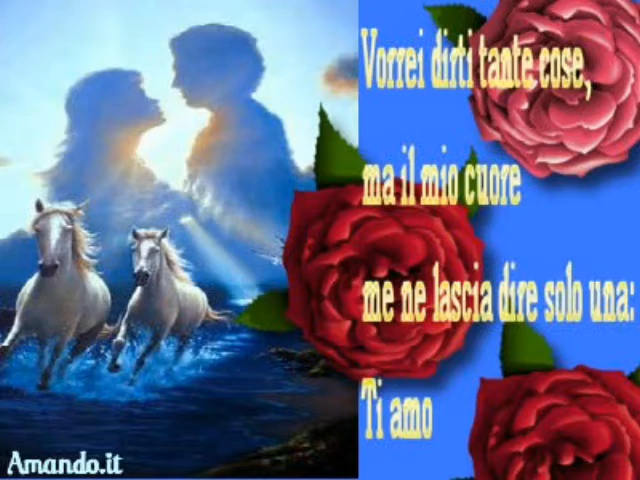 Vorrei dirti tante cose,
ma il mio cuore
me ne lascia dire solo una:
Ti amo
Amando.it